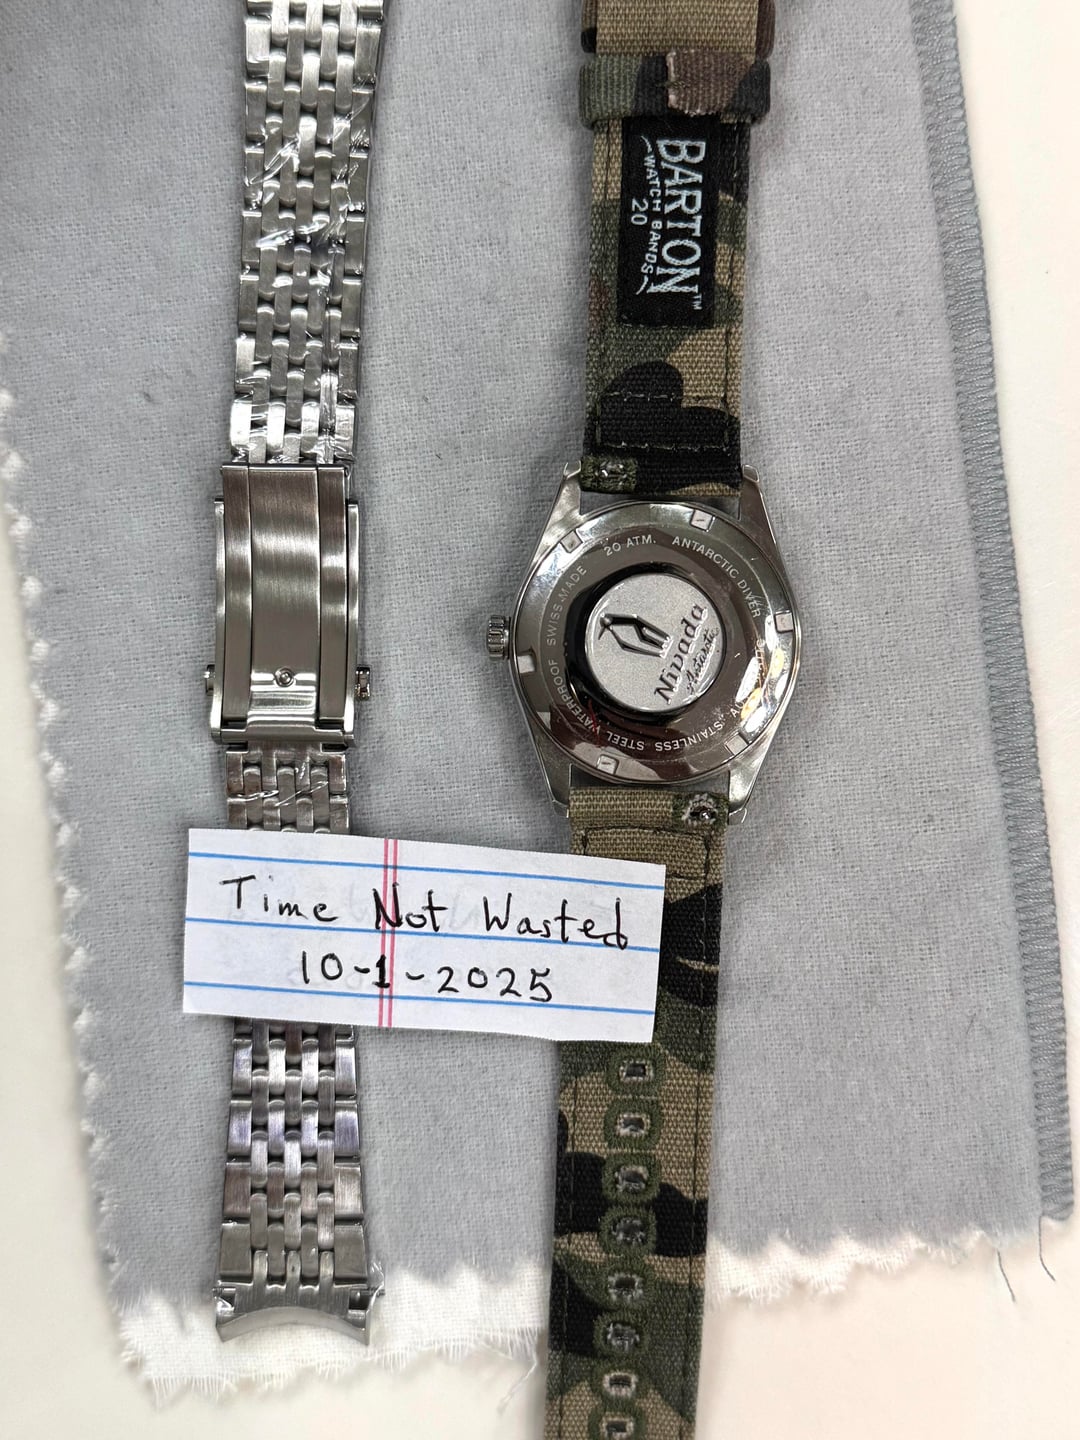 BARTON™
WATCH BANDS
20
20 ATM. ANTARCTIC DIVER
STAINLESS STEEL WATERPROOF SWISS MADE
Nivada
Antarctic
Time Not Wasted
10-1-2025